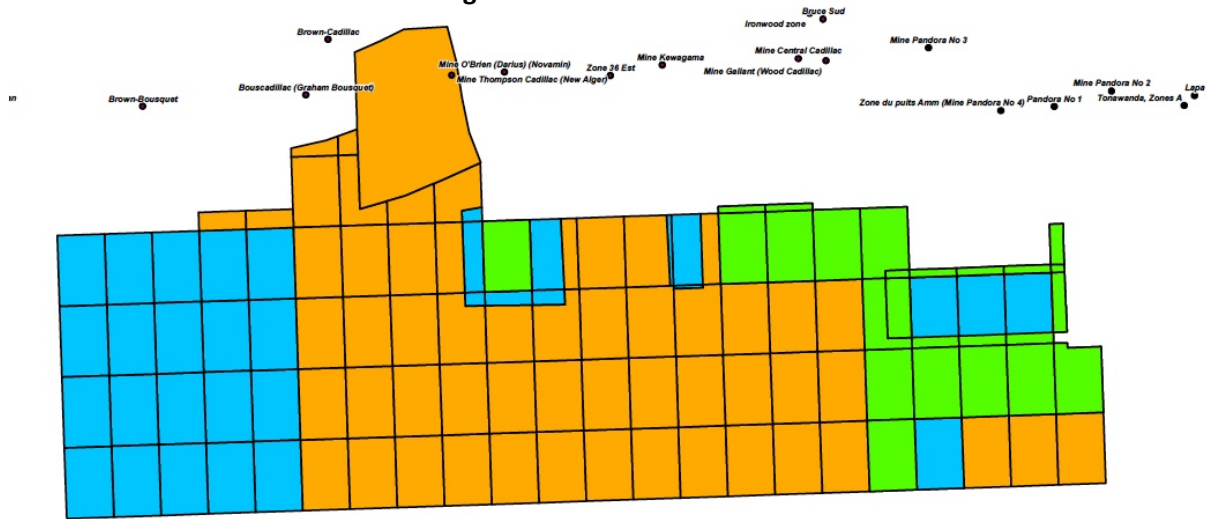 Bruce Sud
Ironwood zone
Brown-Cadillac
Mine Pandora No 3
Mine Central Cadillac
Mine Kewagama
Mine O'Brien (Darius) (Novamin)
Zone 36 Est
Mine Gallant (Wood Cadillac)
Mine Thompson Cadillac (New Alger)
Bouscadillac (Graham Bousquet)
Mine Pandora No 2
Lapa
an
Brown-Bousquet
Zone du puits Amm (Mine Pandora No 4)
Pandora No 1
Tonawanda, Zones A